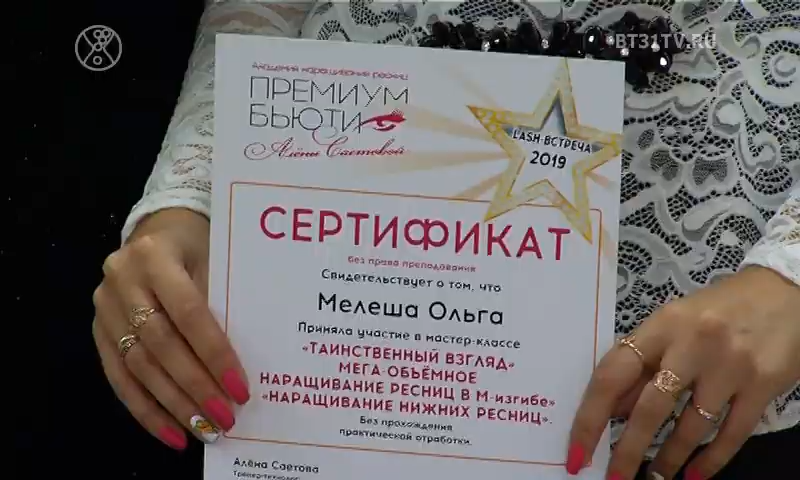 BT31TV.RU
Академия наращивания ресниц
ПРЕМИУМ
БЬЮТИ
Алёны Саетовой
LASH-ВСТРЕЧА
2019
СЕРТИФИКАТ
без права преподавания
Свидетельствует о том, что
Мелеша Ольга
Приняла участие в мастер-классе
«ТАИНСТВЕННЫЙ ВЗГЛЯД»
МЕГА-ОБЪЁМНОЕ
НАРАЩИВАНИЕ РЕСНИЦ В М-изгибе»
«НАРАЩИВАНИЕ НИЖНИХ РЕСНИЦ».
Без прохождения
практической отработки.
Алёна Саетова
Тренер-технолог